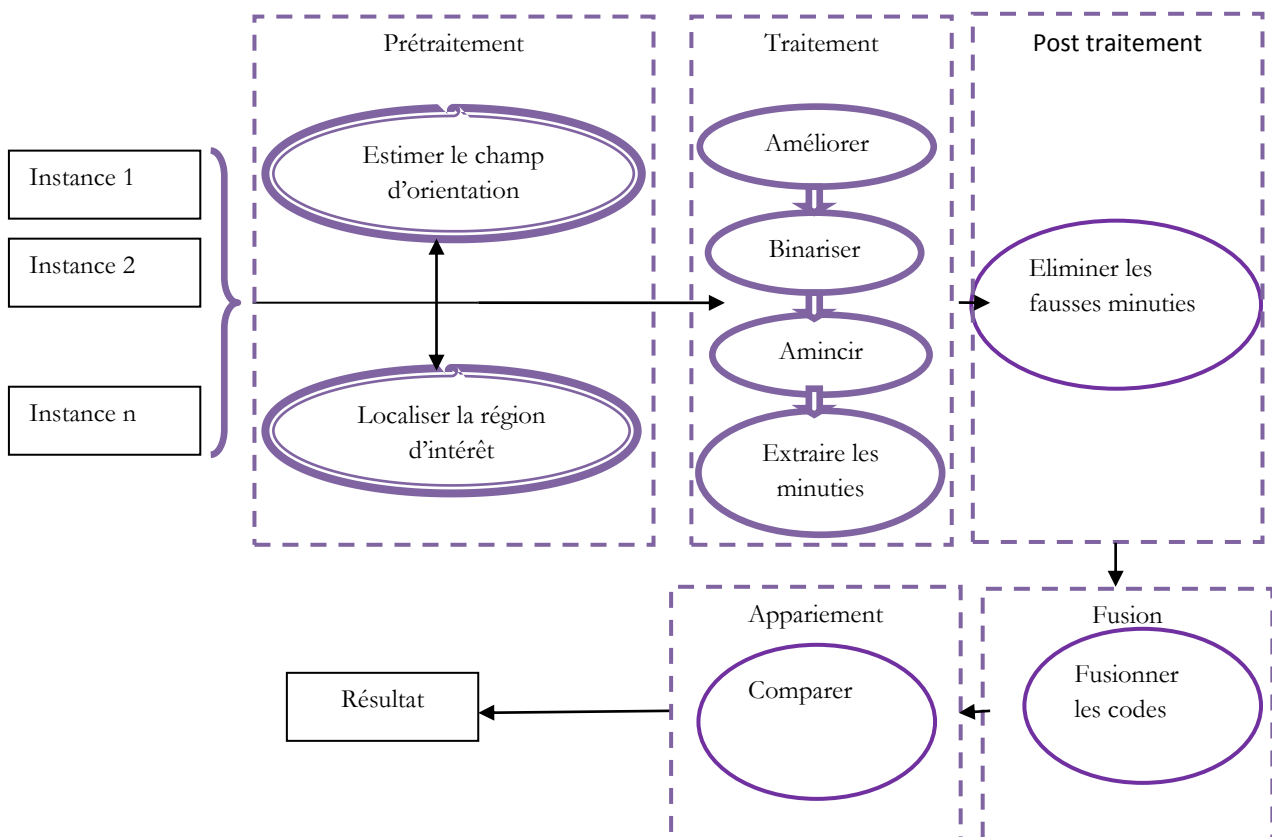 Prétraitement
Traitement
Post traitement
Instance 1
Instance 2
Instance n
Estimer le champ
d'orientation
Localiser la région
d'intérêt
Améliorer
Binariser
Amincir
Extraire les
minuties
Eliminer les
fausses minuties
Fusion
Fusionner
les codes
Appariement
Comparer
Résultat